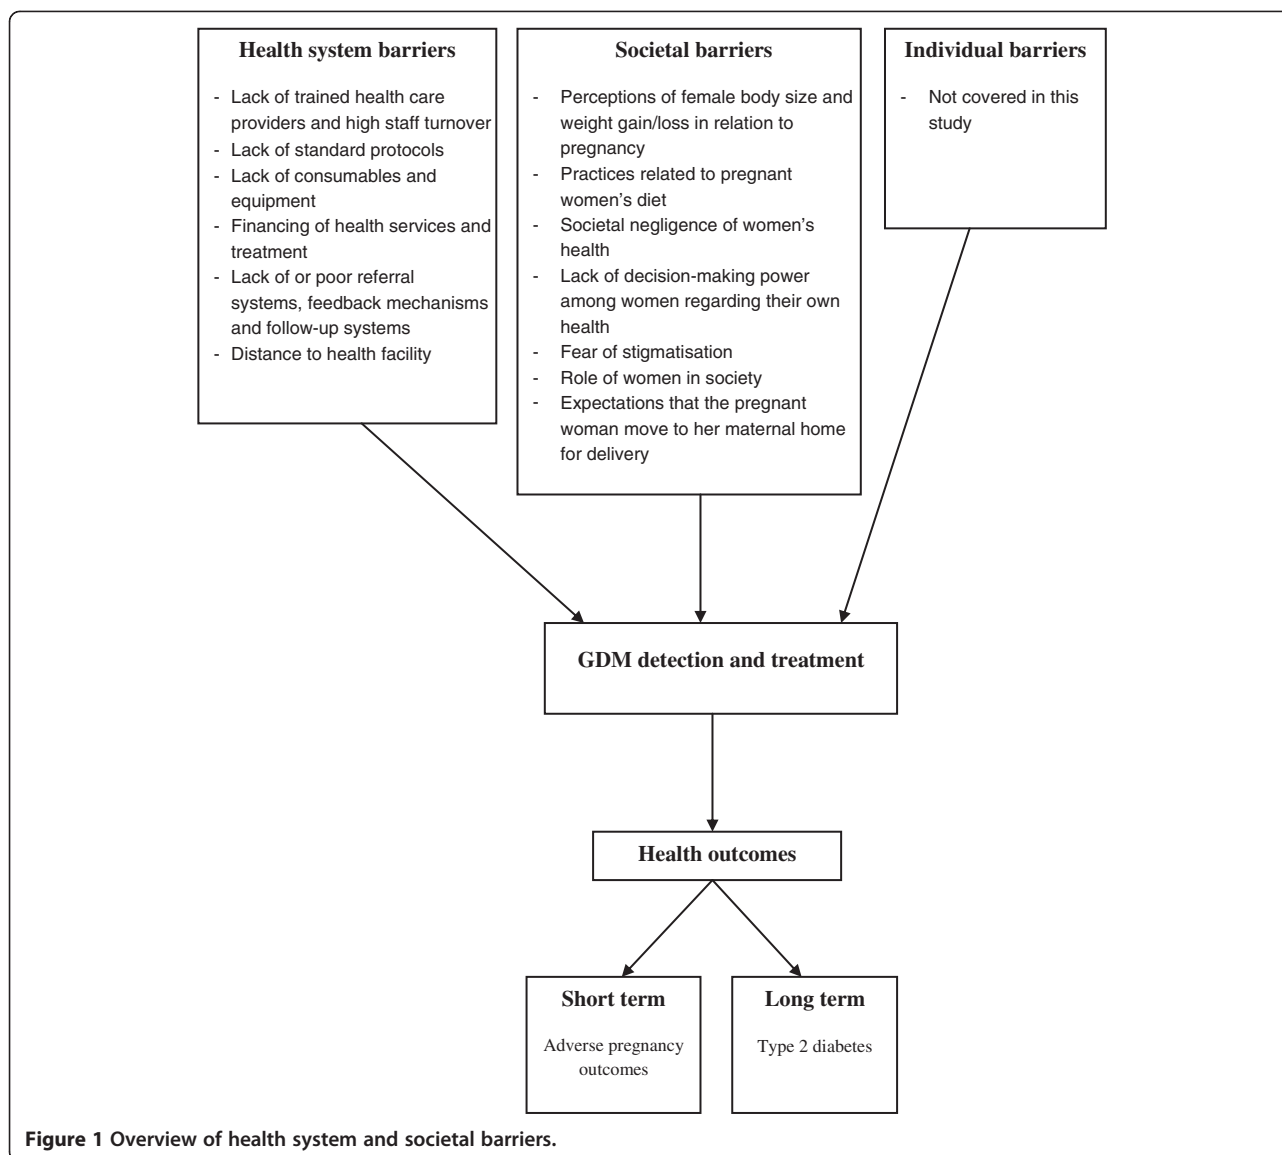 Health system barriers
- Lack of trained health care
providers and high staff turnover
- Lack of standard protocols
- Lack of consumables and
equipment
- Financing of health services and
treatment
- Lack of or poor referral
systems, feedback mechanisms
and follow-up systems
- Distance to health facility
Societal barriers
- Perceptions of female body size and
weight gain/loss in relation to
pregnancy
- Practices related to pregnant
women’s diet
- Societal negligence of women’s
health
- Lack of decision-making power
among women regarding their own
health
- Fear of stigmatisation
- Role of women in society
- Expectations that the pregnant
woman move to her maternal home
for delivery
Individual barriers
- Not covered in this
study
GDM detection and treatment
Health outcomes
Short term
Adverse pregnancy
outcomes
Long term
Type 2 diabetes
Figure 1 Overview of health system and societal barriers.